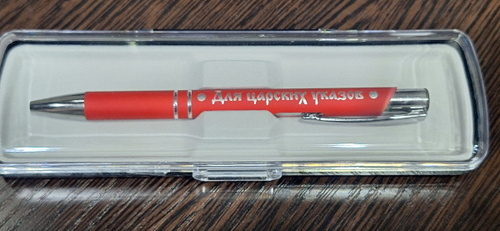 Для царских указов